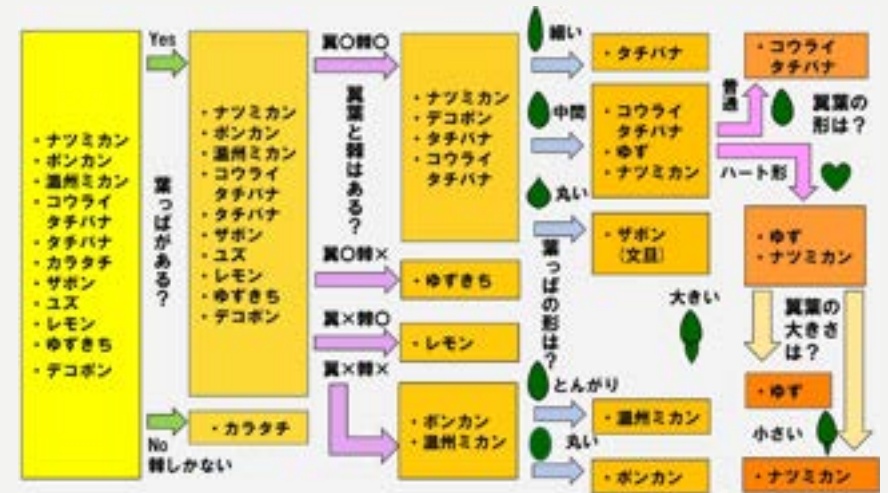 ・ナツミカン
・ポンカン
・温州ミカン
・コウライ
タチバナ
・タチバナ
・カラタチ
・ザボン
・ユズ
・レモン
・ゆずきち
・デコポン
Yes
葉っぱがある？
No
棘しかない
・ナツミカン
・ポンカン
・温州ミカン
・コウライ
タチバナ
・タチバナ
・ザボン
・ユズ
・レモン
・ゆずきち
・デコポン
・カラタチ
翼〇棘〇
翼葉と棘はある？
翼〇棘×
翼×棘〇
翼×棘×
・ナツミカン
・デコポン
・タチバナ
・コウライ
タチバナ
・ゆずきち
・レモン
・ポンカン
・温州ミカン
細い
中間
丸い
葉っぱの形は？
とんがり
丸い
・タチバナ
・コウライ
タチバナ
・ゆず
・ナツミカン
・ザボン
(文旦)
・温州ミカン
・ポンカン
普通
翼葉の
形は？
ハート形
・コウライ
タチバナ
・ゆず
・ナツミカン
大きい
翼葉の
大きさ
は？
・ゆず
小さい
・ナツミカン